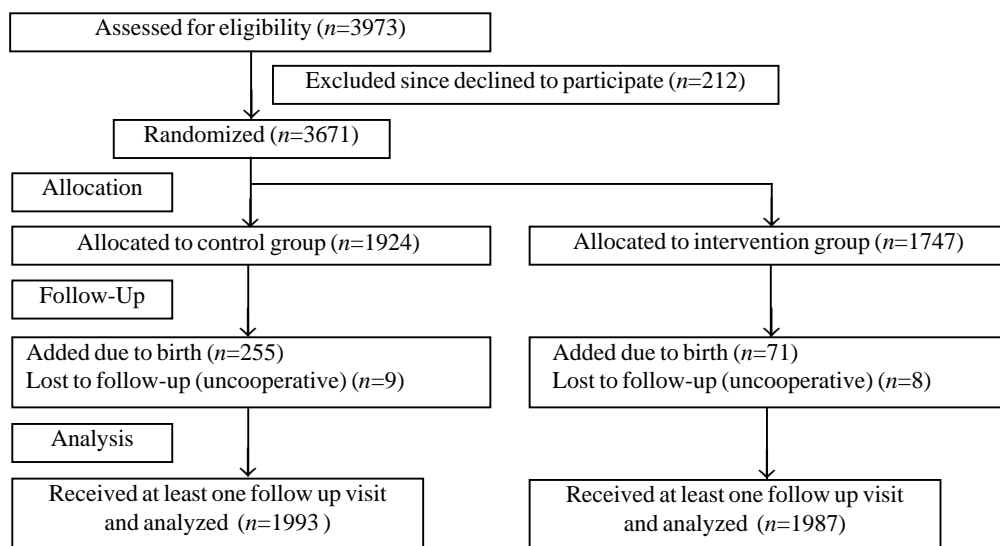 Assessed for eligibility (n=3973)
Excluded since declined to participate (n=212)
Randomized (n=3671)
Allocation
Allocated to control group (n=1924)
Allocated to intervention group (n=1747)
Follow-Up
Added due to birth (n=255)
Lost to follow-up (uncooperative) (n=9)
Added due to birth (n=71)
Lost to follow-up (uncooperative) (n=8)
Analysis
Received at least one follow up visit
and analyzed (n=1993 )
Received at least one follow up visit
and analyzed (n=1987)